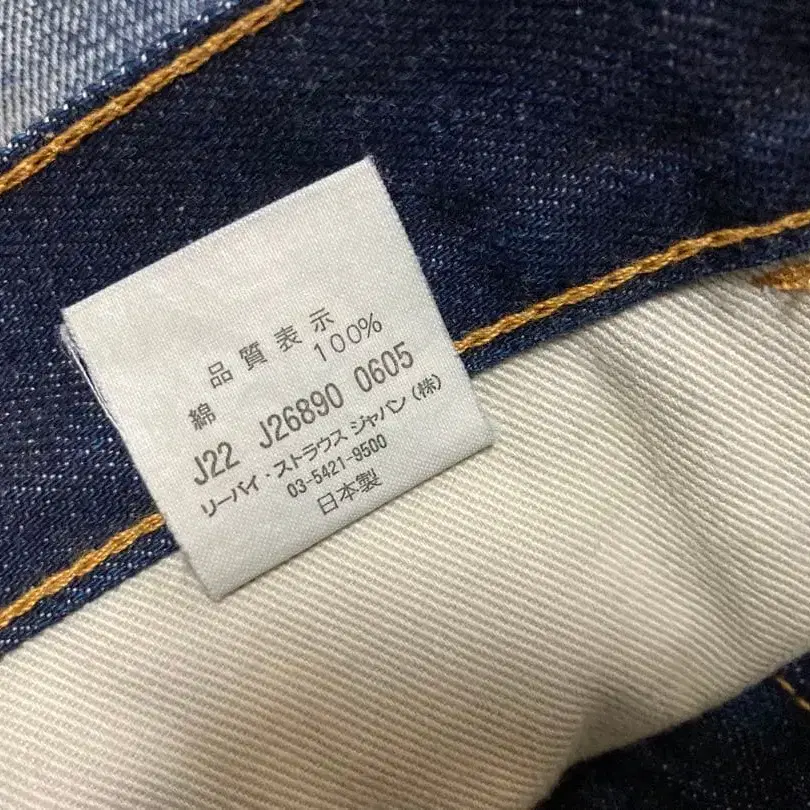 品質表示
綿 100%
J22 J26890 0605
リーバイ・ストラウス ジャパン(株)
03-5421-9500
日本製